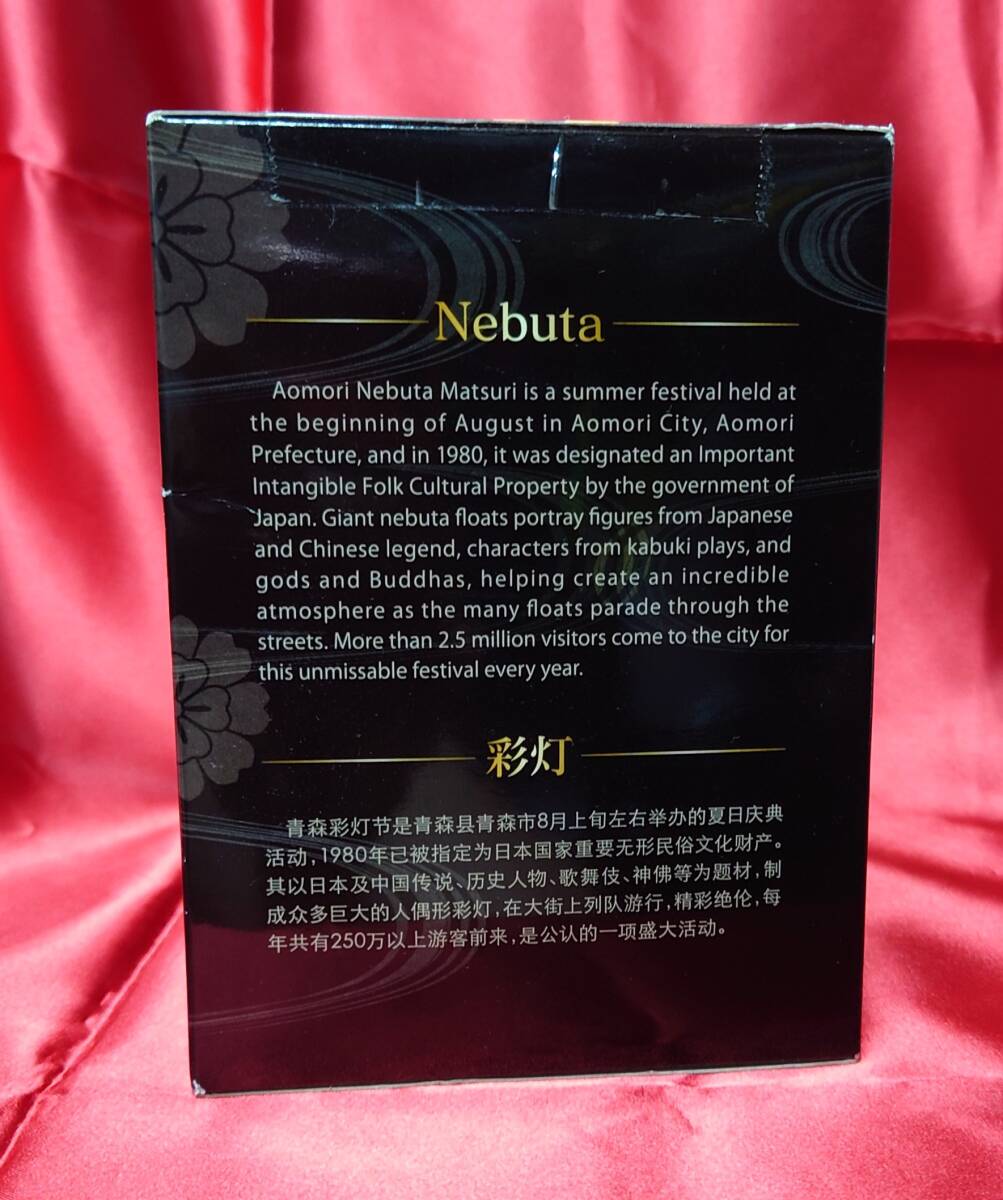 Nebuta
Aomori Nebuta Matsuri is a summer festival held at
the beginning of August in Aomori City, Aomori
Prefecture, and in 1980, it was designated an Important
Intangible Folk Cultural Property by the government of
Japan. Giant nebuta floats portray figures from Japanese
and Chinese legend, characters from kabuki plays, and
gods and Buddhas, helping create an incredible
atmosphere as the many floats parade through the
streets. More than 2.5 million visitors come to the city for
this unmissable festival every year.
彩灯
青森彩灯节是青森县青森市8月上旬左右举办的夏日庆典
活动,1980年已被指定为日本国家重要无形民俗文化财产。
其以日本及中国传说、历史人物、歌舞伎、神佛等为题材,制
成众多巨大的人偶形彩灯,在大街上列队游行,精彩绝伦,每
年共有250万以上游客前来,是公认的一项盛大活动。